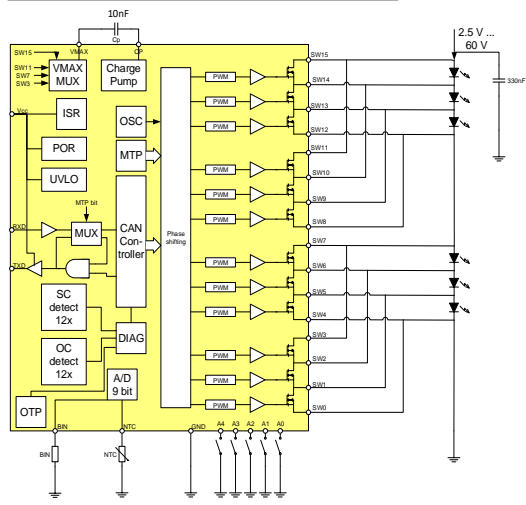 10nF
Cp
SW15
VMAX
CP
SW11
SW7
SW3
VMAX
MUX
Charge
Pump
Vcc
ISR
POR
UVLO
OSC
MTP
MTP bit
RXD
MUX
TXD
CAN
Con-
troller
SC
detect
12x
OC
detect
12x
DIAG
A/D
9 bit
OTP
Phase
shifting
PWM
PWM
PWM
PWM
PWM
PWM
PWM
PWM
PWM
PWM
PWM
PWM
SW15
SW14
SW13
SW12
SW11
SW10
SW9
SW8
SW7
SW6
SW5
SW4
SW3
SW2
SW1
SW0
2.5 V ...
60 V
330nF
BIN
NTC
GND
A4
A3
A2
A1
A0
BIN
NTC